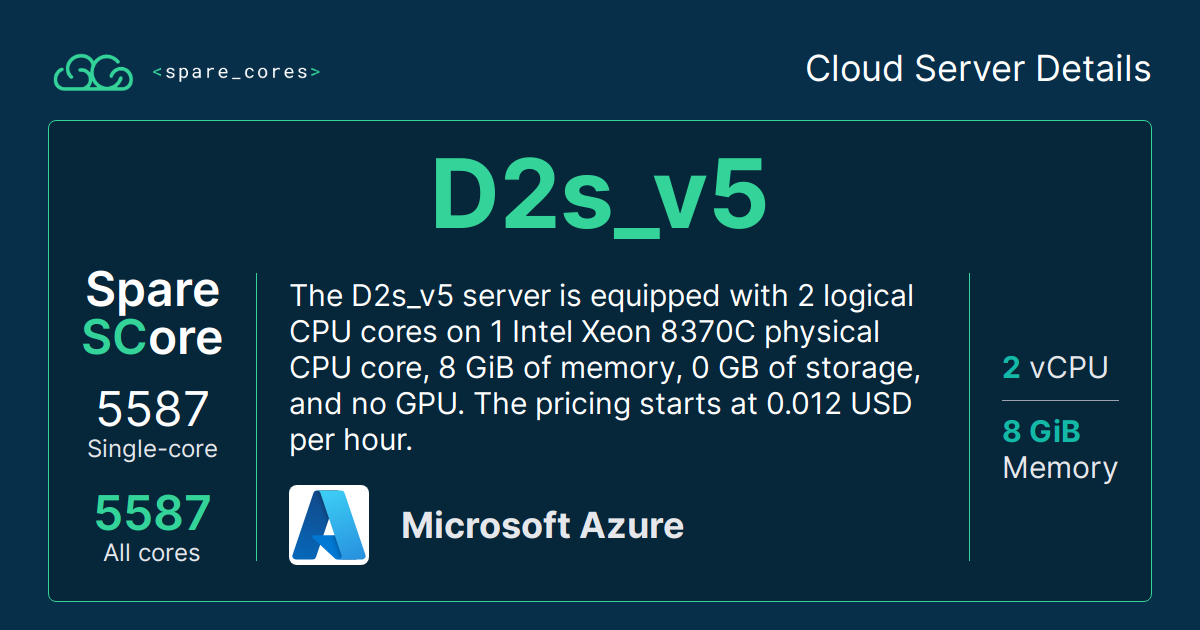 <spare_cores>
Cloud Server Details
D2s_v5
Spare
SCore
5587
Single-core
5587
All cores
The D2s_v5 server is equipped with 2 logical
CPU cores on 1 Intel Xeon 8370C physical
CPU core, 8 GiB of memory, 0 GB of storage,
and no GPU. The pricing starts at 0.012 USD
per hour.
Microsoft Azure
2 vCPU
8 GiB
Memory